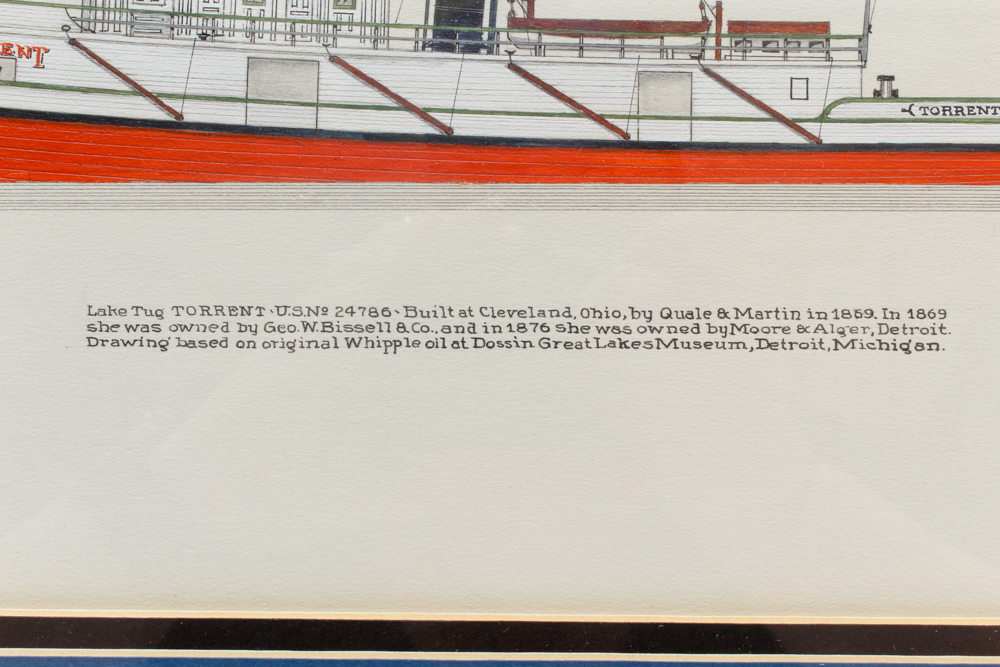 ENT
TORRENT
Lake Tug TORRENT · U.S.Nº 24786 · Built at Cleveland, Ohio, by Quale & Martin in 1869. In 1869
she was owned by Geo. W. Bissell & Co., and in 1876 she was owned by Moore & Alger, Detroit.
Drawing based on original Whipple oil at Dossin Great Lakes Museum, Detroit, Michigan.